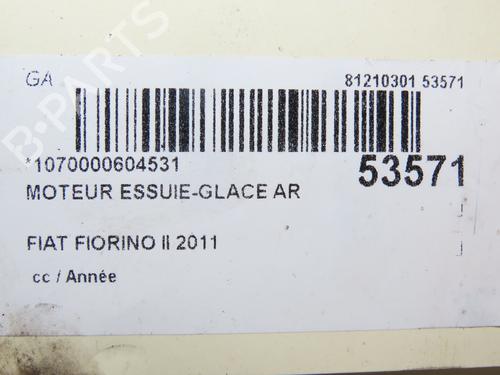 GA
81210301 53571
*1070000604531
53571
MOTEUR ESSUIE-GLACE AR
FIAT FIORINO II 2011
cc / Année
B-PARTS